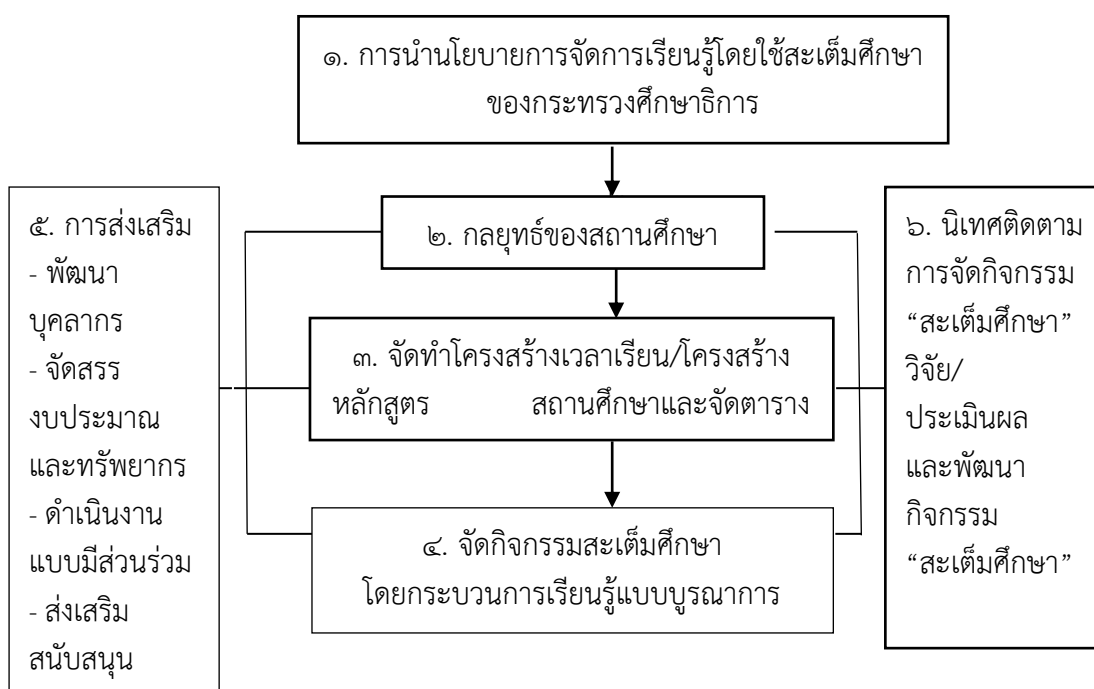 ๑. การนำนโยบายการจัดการเรียนรู้โดยใช้สะเต็มศึกษา
ของกระทรวงศึกษาธิการ
๒. กลยุทธ์ของสถานศึกษา
๓. จัดทำโครงสร้างเวลาเรียน/โครงสร้าง
หลักสูตร สถานศึกษาและจัดตาราง
๔. จัดกิจกรรมสะเต็มศึกษา
โดยกระบวนการเรียนรู้แบบบูรณาการ
๕. การส่งเสริม
- พัฒนา
บุคลากร
- จัดสรร
งบประมาณ
และทรัพยากร
- ดำเนินงาน
แบบมีส่วนร่วม
- ส่งเสริม
สนับสนุน
๖. นิเทศติดตาม
การจัดกิจกรรม
“สะเต็มศึกษา”
วิจัย/
ประเมินผล
และพัฒนา
กิจกรรม
“สะเต็มศึกษา”